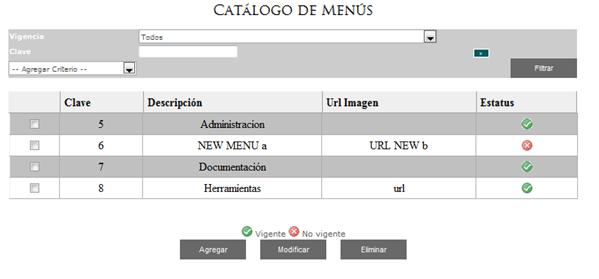 Catálogo de menús
Vigencia Todos
Clave
-- Agregar Criterio -- Filtrar
Clave Descripción Url Imagen Estatus
5 Administracion
6 NEW MENU a URL NEW b
7 Documentación
8 Herramientas url
Vigente No vigente
Agregar Modificar Eliminar